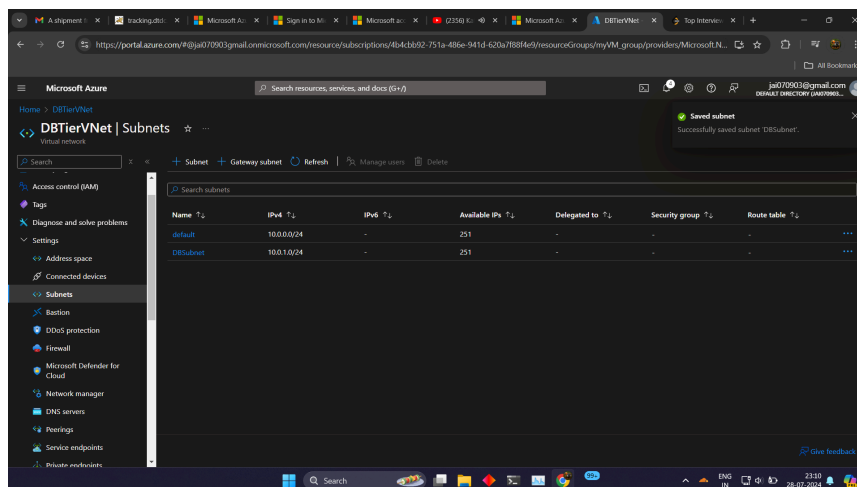 A shipment
tracking.dtdc
Microsoft Az
Sign in to Mi
Microsoft acc
(2356) Ka
Microsoft Az
DBTierVNet
Top Interview
https://portal.azure.com/#@jai070903gmail.onmicrosoft.com/resource/subscriptions/4b4cbb92-751a-486e-941d-620a7f88f4e9/resourceGroups/myVM_group/providers/Microsoft.N...
All Bookmark
Microsoft Azure
Search resources, services, and docs (G+/)
jai070903@gmail.com
DEFAULT DIRECTORY (JAI070903...
Home > DBTierVNet
DBTierVNet | Subnets
Virtual network
Saved subnet
Successfully saved subnet 'DBSubnet'.
Search
+ Subnet + Gateway subnet Refresh Manage users Delete
Access control (IAM)
Tags
Diagnose and solve problems
Settings
Address space
Connected devices
Subnets
Bastion
DDoS protection
Firewall
Microsoft Defender for
Cloud
Network manager
DNS servers
Peerings
Service endpoints
Private endpoints
Search subnets
Name IPv4 IPv6 Available IPs Delegated to Security group Route table
default 10.0.0.0/24 - 251 - - -
DBSubnet 10.0.1.0/24 - 251 - - -
Give feedback
Search
99+
ENG
IN
23:10
28-07-2024